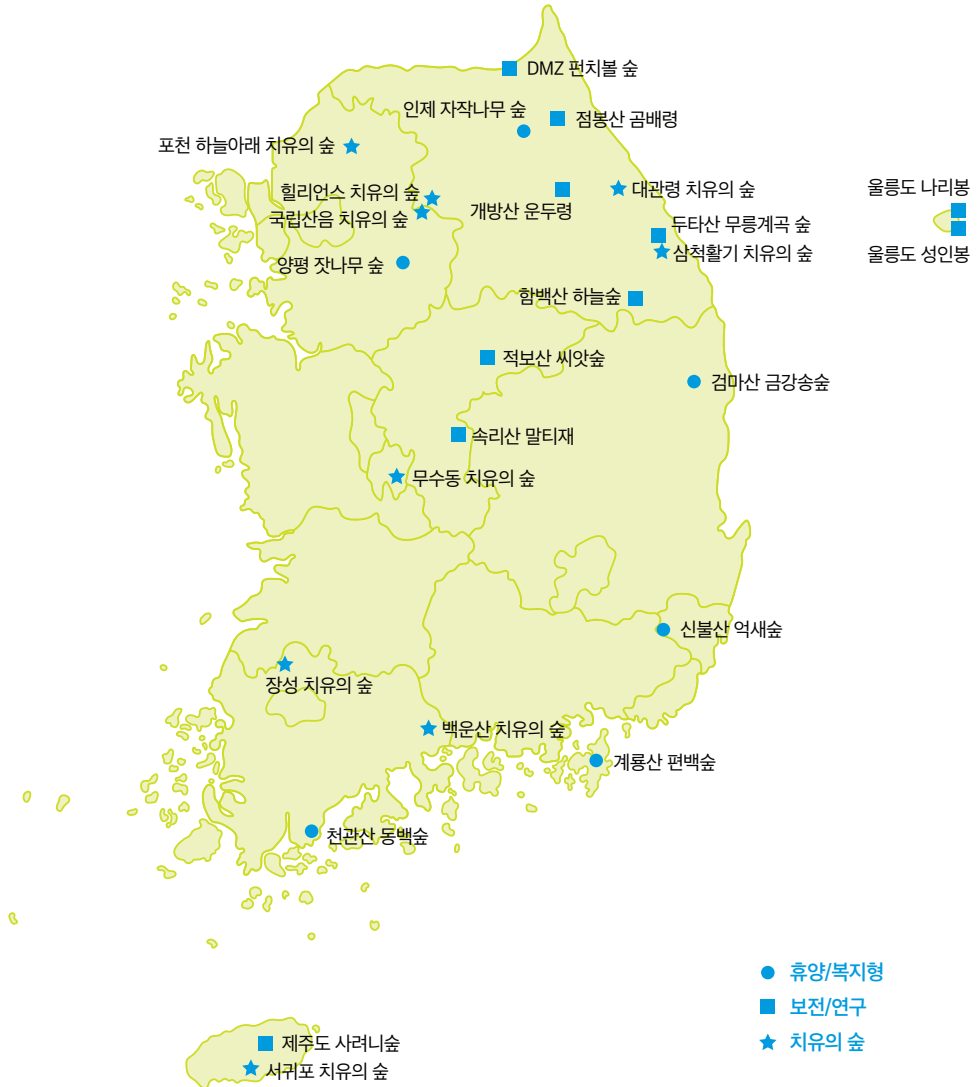 DMZ 펀치볼 숲
인제 자작나무 숲
점봉산 곰배령
포천 하늘아래 치유의 숲
힐리언스 치유의 숲
대관령 치유의 숲
울릉도 나리봉
국립산음 치유의 숲
개방산 운두령
두타산 무릉계곡 숲
삼척활기 치유의 숲
울릉도 성인봉
양평 잣나무 숲
함백산 하늘숲
적보산 씨앗숲
검마산 금강송숲
속리산 말티재
무수동 치유의 숲
신불산 억새숲
장성 치유의 숲
백운산 치유의 숲
계룡산 편백숲
천관산 동백숲
휴양/복지형
보전/연구
치유의 숲
제주도 사려니숲
서귀포 치유의 숲